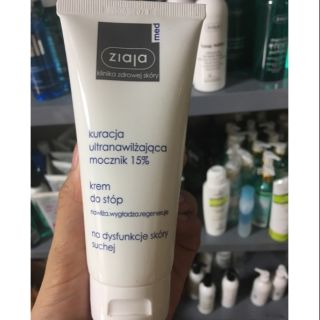 ziaja
med
klinika zdrowej skóry
kuracja
ultranawilżająca
mocznik 15%
krem
do stóp
nawilża, wygładza, regeneruje
na dysfunkcje skóry
suchej